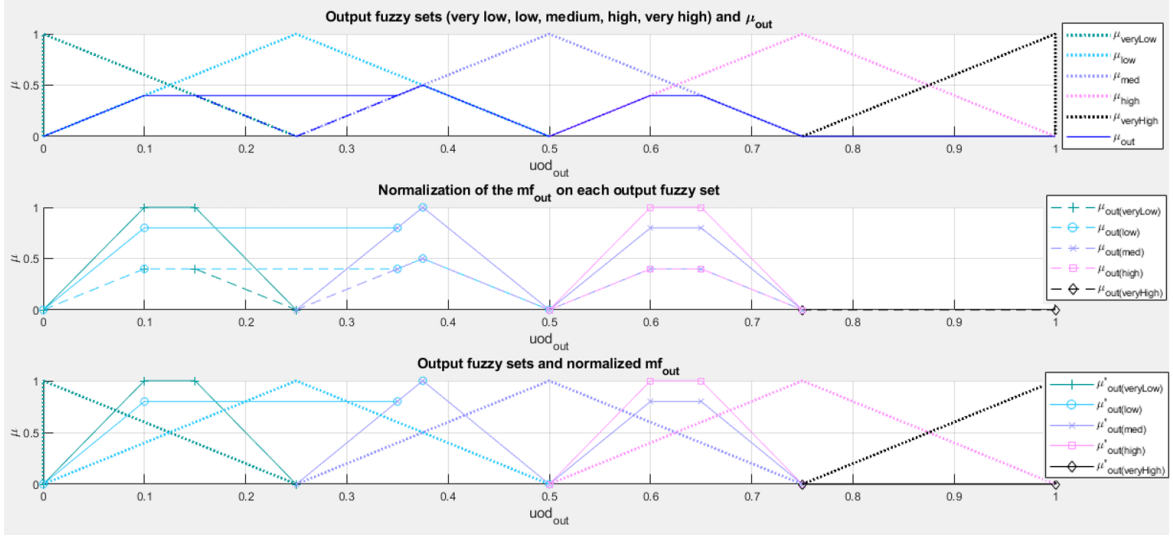 Output fuzzy sets (very low, low, medium, high, very high) and μout
1
0.5
0
μ
0 0.1 0.2 0.3 0.4 0.5 0.6 0.7 0.8 0.9 1
uodout
μveryLow
μlow
μmed
μhigh
μveryHigh
μout
Normalization of the mfout on each output fuzzy set
1
0.5
0
μ
0 0.1 0.2 0.3 0.4 0.5 0.6 0.7 0.8 0.9 1
uodout
μout(veryLow)
μout(low)
μout(med)
μout(high)
μout(veryHigh)
Output fuzzy sets and normalized mfout
1
0.5
0
μ
0 0.1 0.2 0.3 0.4 0.5 0.6 0.7 0.8 0.9 1
uodout
μ*out(veryLow)
μ*out(low)
μ*out(med)
μ*out(high)
μ*out(veryHigh)